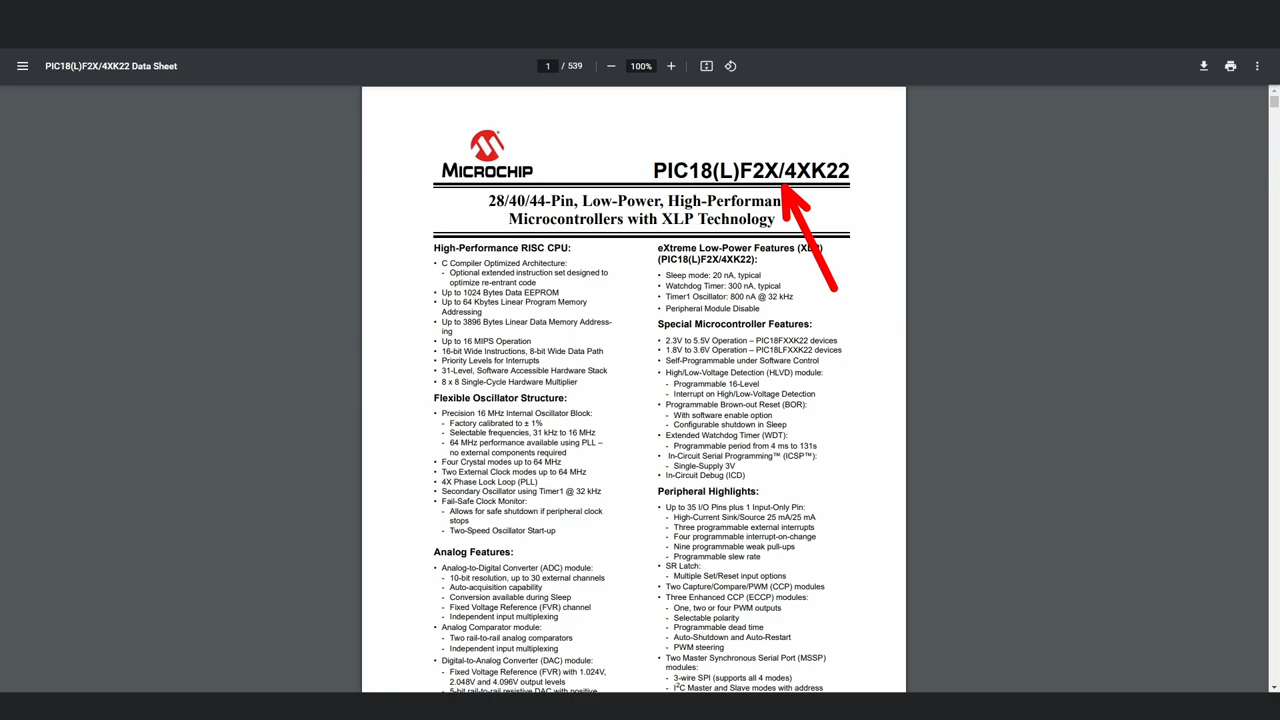 PIC18(L)F2X/4XK22 Data Sheet
1 / 539
100%
MICROCHIP
PIC18(L)F2X/4XK22
28/40/44-Pin, Low-Power, High-Performan
Microcontrollers with XLP Technology
High-Performance RISC CPU:
• C Compiler Optimized Architecture:
- Optional extended instruction set designed to
optimize re-entrant code
• Up to 1024 Bytes Data EEPROM
• Up to 64 Kbytes Linear Program Memory
Addressing
• Up to 3896 Bytes Linear Data Memory Address-
ing
• Up to 16 MIPS Operation
• 16-bit Wide Instructions, 8-bit Wide Data Path
• Priority Levels for Interrupts
• 31-Level, Software Accessible Hardware Stack
• 8 x 8 Single-Cycle Hardware Multiplier
Flexible Oscillator Structure:
• Precision 16 MHz Internal Oscillator Block:
- Factory calibrated to ± 1%
- Selectable frequencies, 31 kHz to 16 MHz
- 64 MHz performance available using PLL –
no external components required
• Four Crystal modes up to 64 MHz
• Two External Clock modes up to 64 MHz
• 4X Phase Lock Loop (PLL)
• Secondary Oscillator using Timer1 @ 32 kHz
• Fail-Safe Clock Monitor:
- Allows for safe shutdown if peripheral clock
stops
- Two-Speed Oscillator Start-up
Analog Features:
• Analog-to-Digital Converter (ADC) module:
- 10-bit resolution, up to 30 external channels
- Auto-acquisition capability
- Conversion available during Sleep
- Fixed Voltage Reference (FVR) channel
- Independent input multiplexing
• Analog Comparator module:
- Two rail-to-rail analog comparators
- Independent input multiplexing
• Digital-to-Analog Converter (DAC) module:
- Fixed Voltage Reference (FVR) with 1.024V,
2.048V and 4.096V output levels
- 5-bit rail-to-rail resistive DAC with positive
eXtreme Low-Power Features (XLP)
(PIC18(L)F2X/4XK22):
• Sleep mode: 20 nA, typical
• Watchdog Timer: 300 nA, typical
• Timer1 Oscillator: 800 nA @ 32 kHz
• Peripheral Module Disable
Special Microcontroller Features:
• 2.3V to 5.5V Operation – PIC18FXXK22 devices
• 1.8V to 3.6V Operation – PIC18LFXXK22 devices
• Self-Programmable under Software Control
• High/Low-Voltage Detection (HLVD) module:
- Programmable 16-Level
- Interrupt on High/Low-Voltage Detection
• Programmable Brown-out Reset (BOR):
- With software enable option
- Configurable shutdown in Sleep
• Extended Watchdog Timer (WDT):
- Programmable period from 4 ms to 131s
• In-Circuit Serial Programming™ (ICSP™):
- Single-Supply 3V
• In-Circuit Debug (ICD)
Peripheral Highlights:
• Up to 35 I/O Pins plus 1 Input-Only Pin:
- High-Current Sink/Source 25 mA/25 mA
- Three programmable external interrupts
- Four programmable interrupt-on-change
- Nine programmable weak pull-ups
- Programmable slew rate
• SR Latch:
- Multiple Set/Reset input options
• Two Capture/Compare/PWM (CCP) modules
• Three Enhanced CCP (ECCP) modules:
- One, two or four PWM outputs
- Selectable polarity
- Programmable dead time
- Auto-Shutdown and Auto-Restart
- PWM steering
• Two Master Synchronous Serial Port (MSSP)
modules:
- 3-wire SPI (supports all 4 modes)
- I²C Master and Slave modes with address